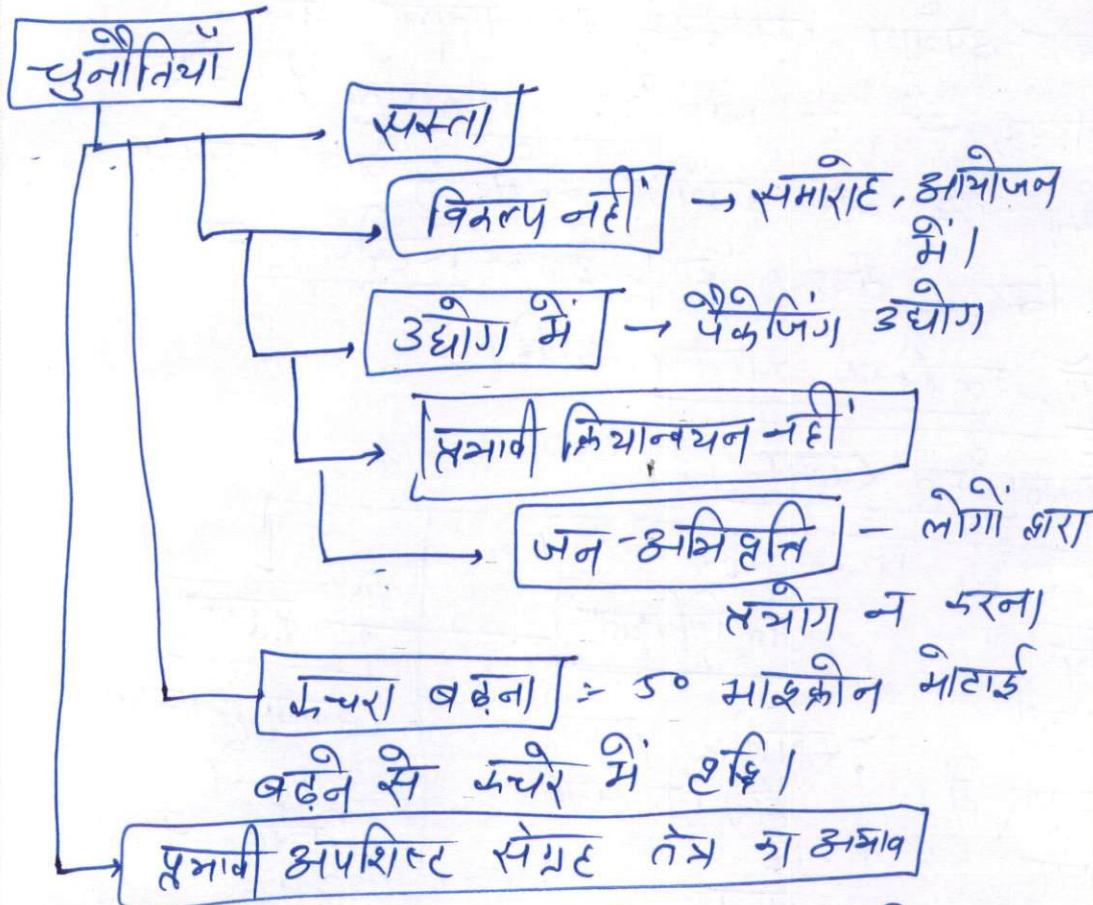 चुनौतियाँ
सस्ता
विकल्प नहीं → समारोह, आयोजन
में।
उद्योग में → पैकेजिंग उद्योग
प्रभावी क्रियान्वयन नहीं
जन-अभिवृत्ति - लोगों द्वारा
प्रयोग न करना
कचरा बढ़ना :- 50 माइक्रोन मोटाई
बढ़ने से कचरे में वृद्धि।
प्रभावी अपशिष्ट संग्रह तंत्र का अभाव